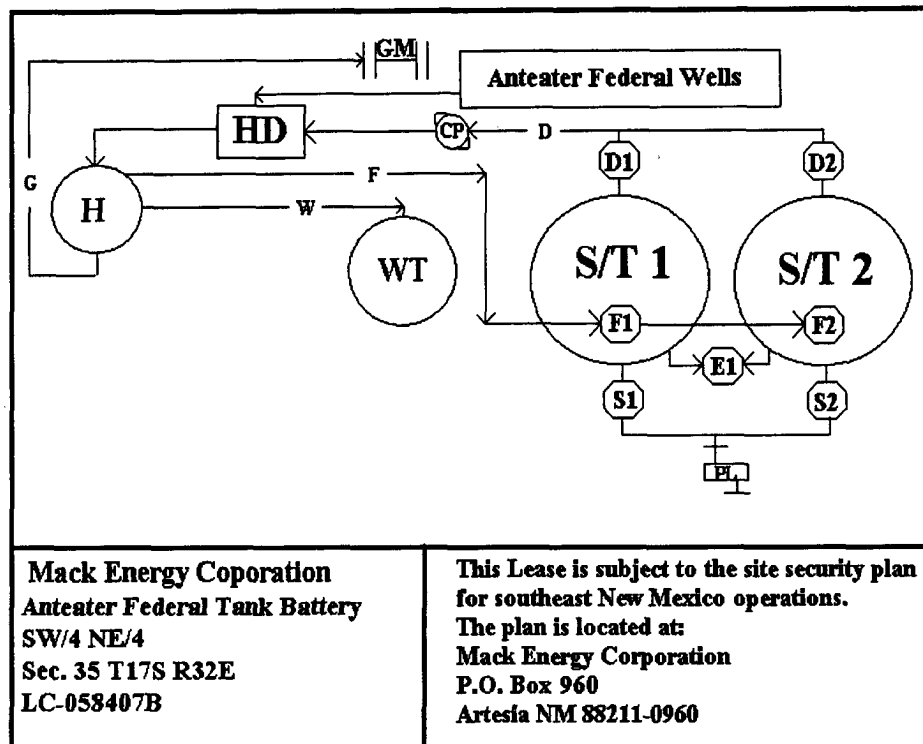 GM
Anteater Federal Wells
HD
CP
D
D1
D2
G
F
H
W
WT
S/T 1
S/T 2
F1
F2
E1
S1
S2
PL
Mack Energy Coporation
Anteater Federal Tank Battery
SW/4 NE/4
Sec. 35 T17S R32E
LC-058407B
This Lease is subject to the site security plan
for southeast New Mexico operations.
The plan is located at:
Mack Energy Corporation
P.O. Box 960
Artesia NM 88211-0960